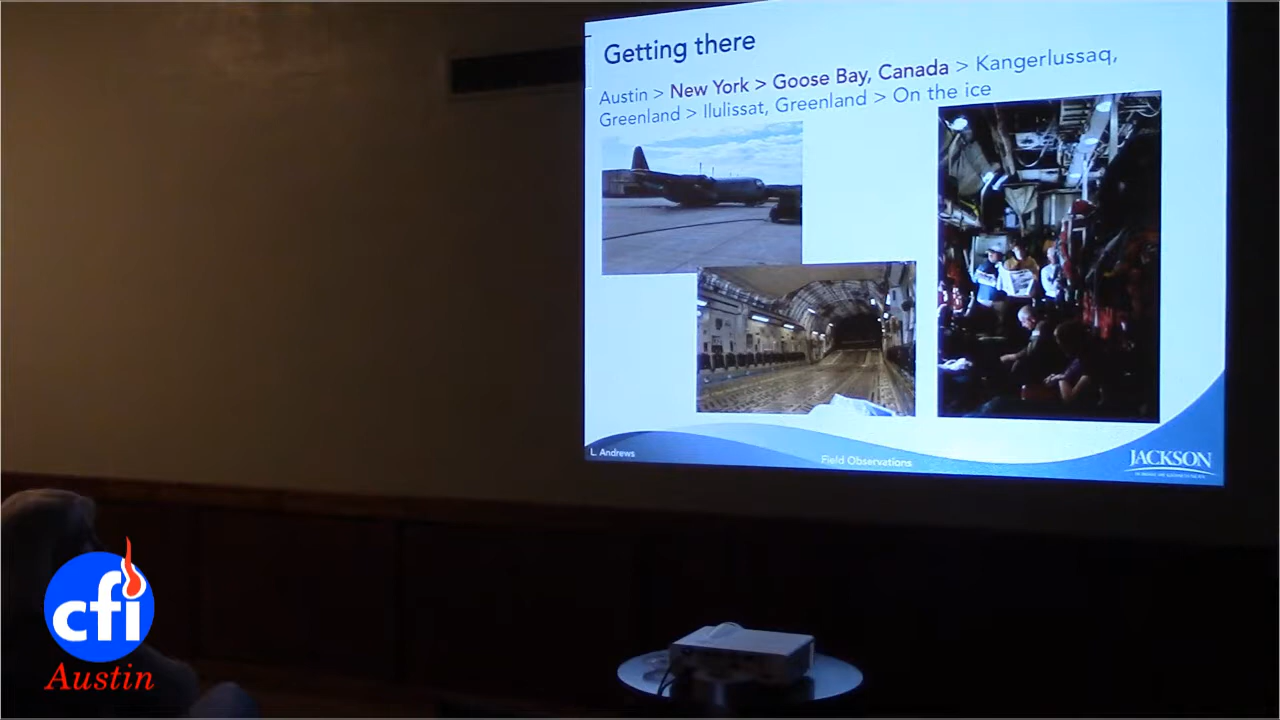 Getting there
Austin > New York > Goose Bay, Canada > Kangerlussaq,
Greenland > Ilulissat, Greenland > On the ice
L. Andrews
Field Observations
JACKSON
cfi
Austin